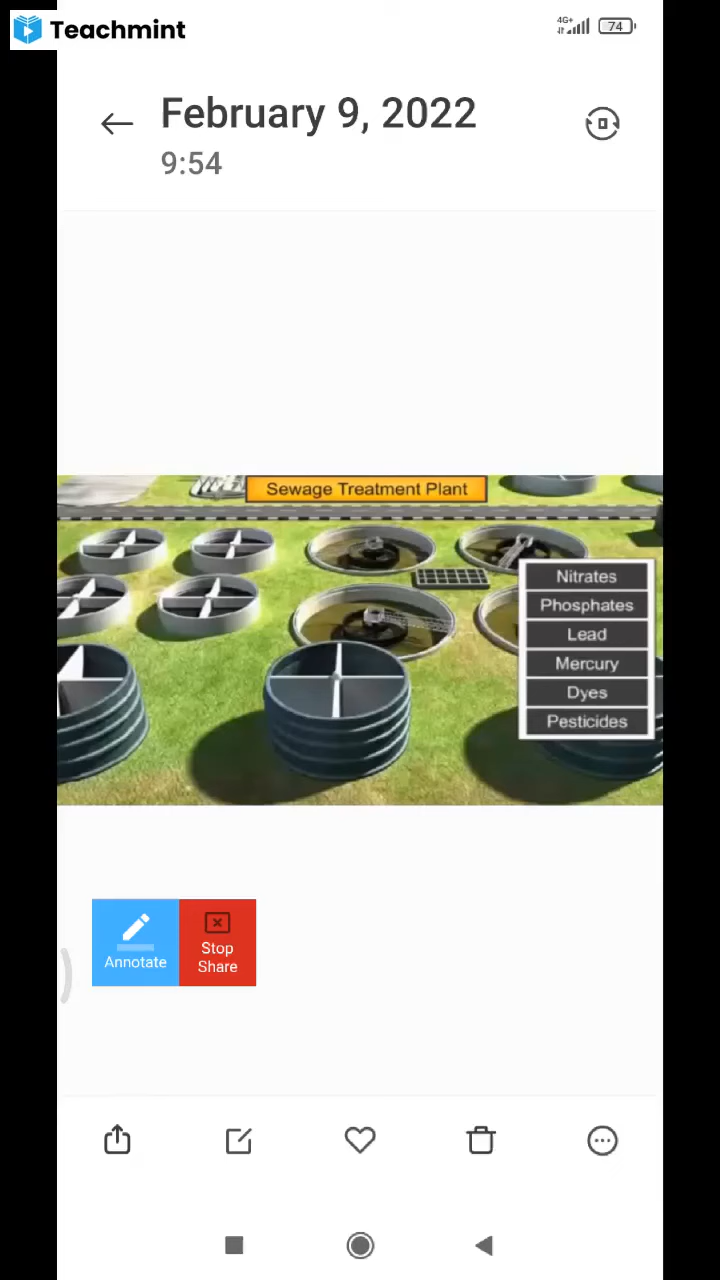 Teachmint
4G+
74
February 9, 2022
9:54
Sewage Treatment Plant
Nitrates
Phosphates
Lead
Mercury
Dyes
Pesticides
Annotate
Stop
Share